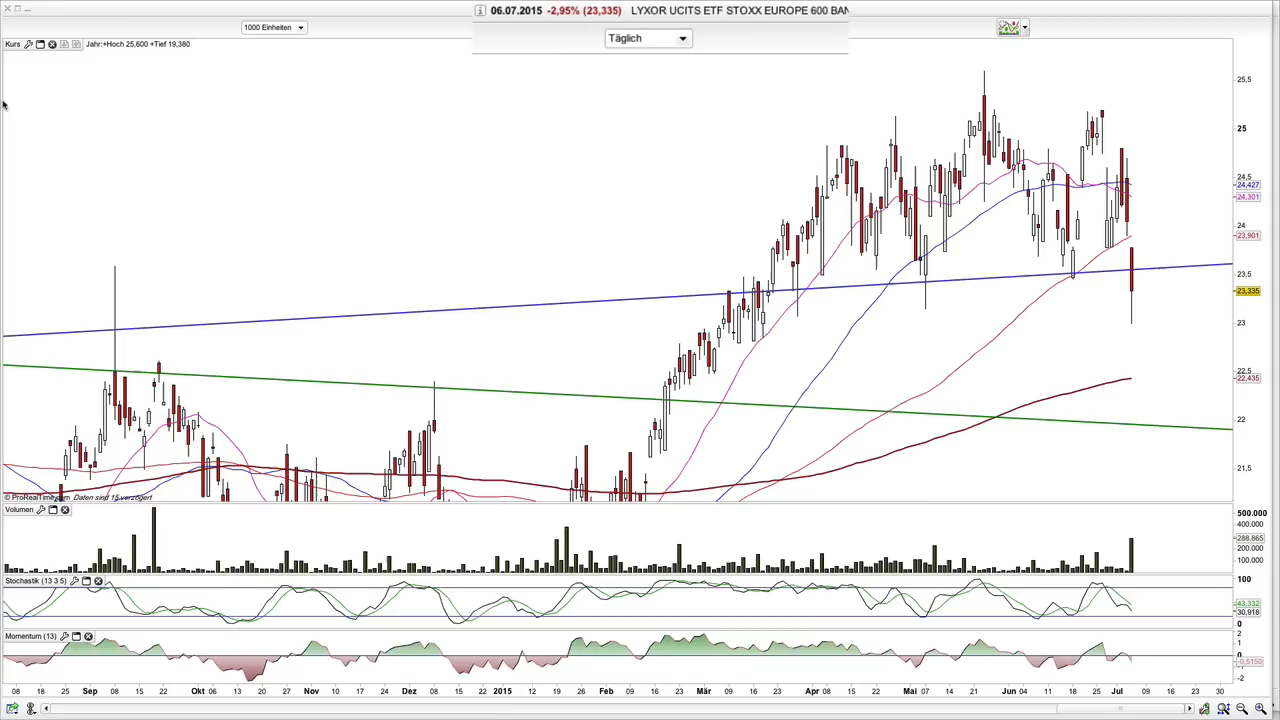 06.07.2015 -2,95% (23,335) LYXOR UCITS ETF STOXX EUROPE 600 BAN
1000 Einheiten
Täglich
Kurs
Jahr:+Hoch 25,600 +Tief 19,380
25,5
25
24,5
24,427
24,301
24
23,901
23,5
23,335
23
22,5
22,435
22
21,5
© ProRealTime.com Daten sind 15 verzögert
Volumen
500.000
400.000
288.865
200.000
100.000
Stochastik (13 3 5)
100
43,332
30,918
0
Momentum (13)
2
1
0
-0,5150
-2
08 18 25 Sep 08 15 22 Okt 06 13 20 27 Nov 10 17 24 Dez 08 15 22 2015 12 19 26 Feb 09 16 23 Mär 09 16 23 Apr 08 15 22 Mai 07 14 21 Jun 04 11 18 25 Jul 09 16 23 30